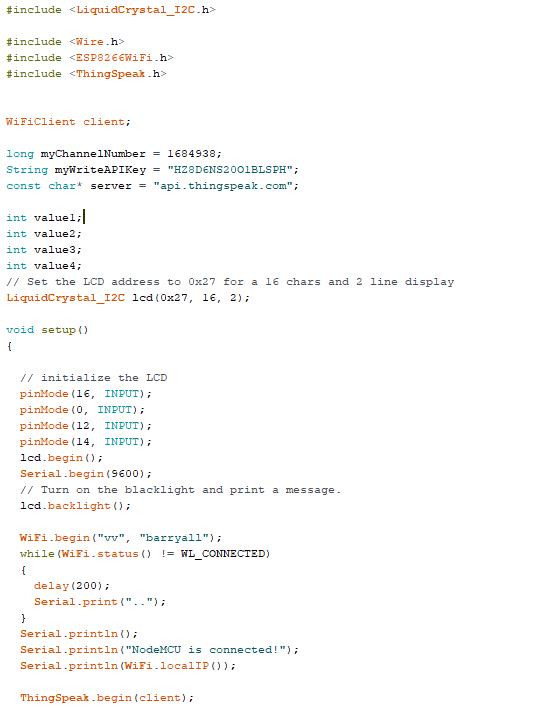 #include <LiquidCrystal_I2C.h>
#include <Wire.h>
#include <ESP8266WiFi.h>
#include <ThingSpeak.h>
WiFiClient client;
long myChannelNumber = 1684938;
String myWriteAPIKey = "HZ8D6NS20O1BLSPH";
const char* server = "api.thingspeak.com";
int value1;
int value2;
int value3;
int value4;
// Set the LCD address to 0x27 for a 16 chars and 2 line display
LiquidCrystal_I2C lcd(0x27, 16, 2);
void setup()
{
// initialize the LCD
pinMode(16, INPUT);
pinMode(0, INPUT);
pinMode(12, INPUT);
pinMode(14, INPUT);
lcd.begin();
Serial.begin(9600);
// Turn on the blacklight and print a message.
lcd.backlight();
WiFi.begin("vv", "barryall");
while(WiFi.status() != WL_CONNECTED)
{
delay(200);
Serial.print("..");
}
Serial.println();
Serial.println("NodeMCU is connected!");
Serial.println(WiFi.localIP());
ThingSpeak.begin(client);